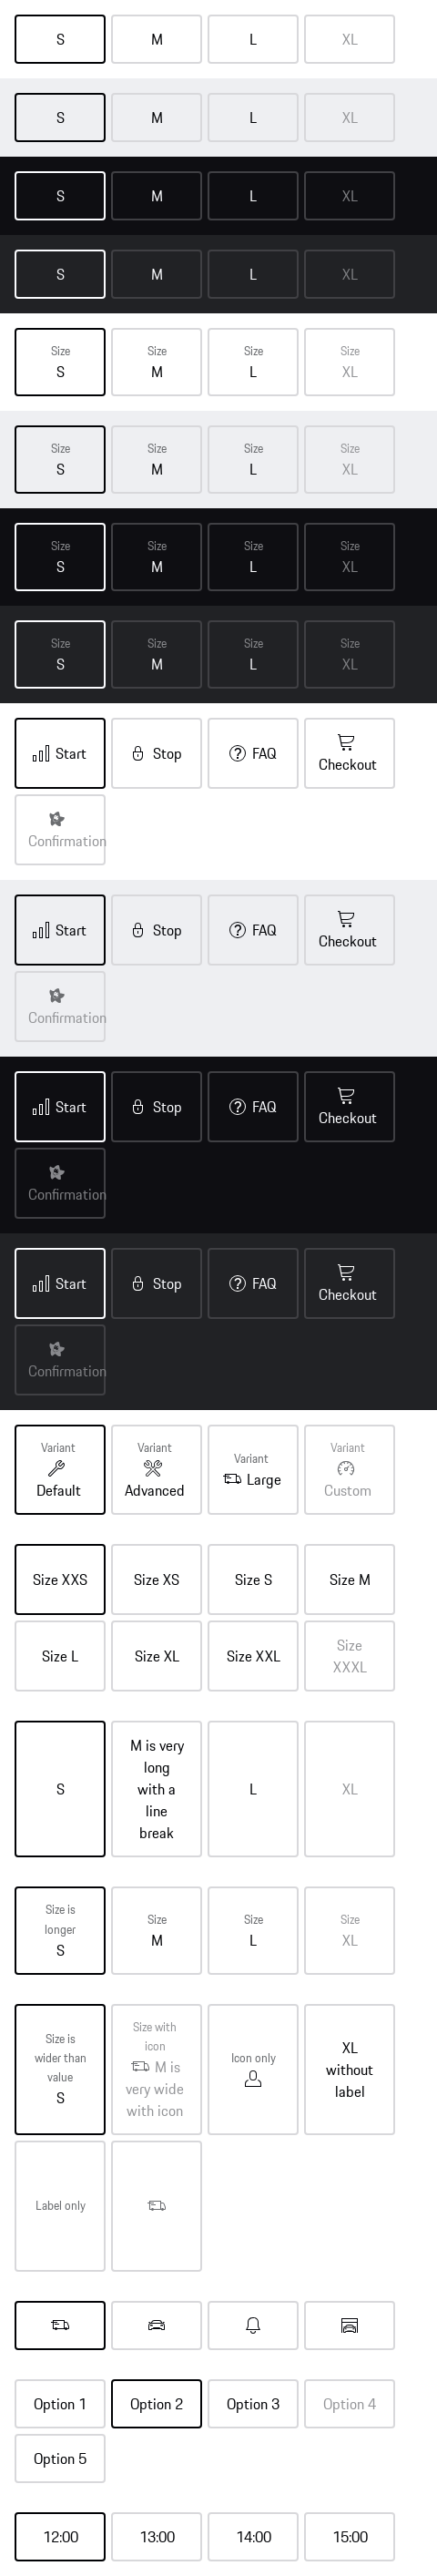 S M L XL
S M L XL
S M L XL
S M L XL
Size Size Size Size
S M L XL
Size Size Size Size
S M L XL
Size Size Size Size
S M L XL
Size Size Size Size
S M L XL
Start Stop FAQ Checkout
Confirmation
Start Stop FAQ Checkout
Confirmation
Start Stop FAQ Checkout
Confirmation
Start Stop FAQ Checkout
Confirmation
Variant Variant Variant Variant
Default Advanced Large Custom
Size XXS Size XS Size S Size M
Size L Size XL Size XXL Size
XXXL
S
M is very
long
with a
line
break
L
XL
Size is
longer
S
Size
M
Size
L
Size
XL
Size is
wider than
value
S
Size with
icon
M is
very wide
with icon
Icon only
XL
without
label
Label only
Option 1 Option 2 Option 3 Option 4
Option 5
12:00 13:00 14:00 15:00